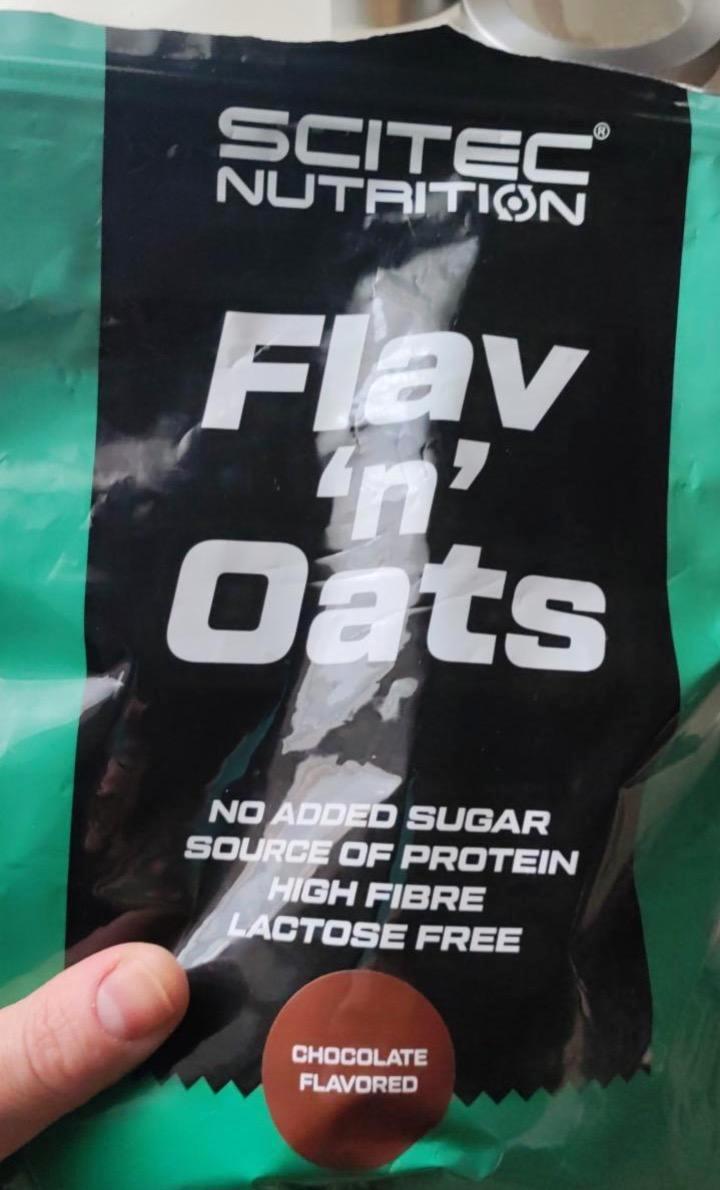 SCITEC®
NUTRITION
Flav
'n'
Oats
NO ADDED SUGAR
SOURCE OF PROTEIN
HIGH FIBRE
LACTOSE FREE
CHOCOLATE
FLAVORED